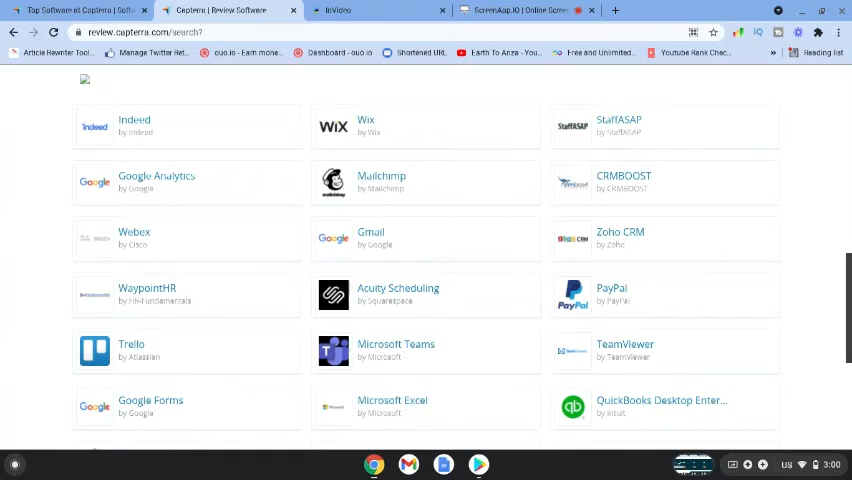 Top Software at Capterra | Softw
Capterra | Review Software
InVideo
ScreenApp.IO | Online Scree
review.capterra.com/search?
Article Rewriter Tool...
Manage Twitter Ret...
ouo.io - Earn mone...
Dashboard - ouo.io
Shortened URL
Earth To Anza - You...
Free and Unlimited...
Youtube Rank Chec...
»
Reading list
Indeed
by Indeed
Wix
by Wix
StaffASAP
by StaffASAP
Google Analytics
by Google
Mailchimp
by Mailchimp
CRMBOOST
by CRMBOOST
Webex
by Cisco
Gmail
by Google
Zoho CRM
by Zoho
WaypointHR
by HR-Fundamentals
Acuity Scheduling
by Squarespace
PayPal
by PayPal
Trello
by Atlassian
Microsoft Teams
by Microsoft
TeamViewer
by TeamViewer
Google Forms
by Google
Microsoft Excel
by Microsoft
QuickBooks Desktop Enter...
by Intuit
US
3:00